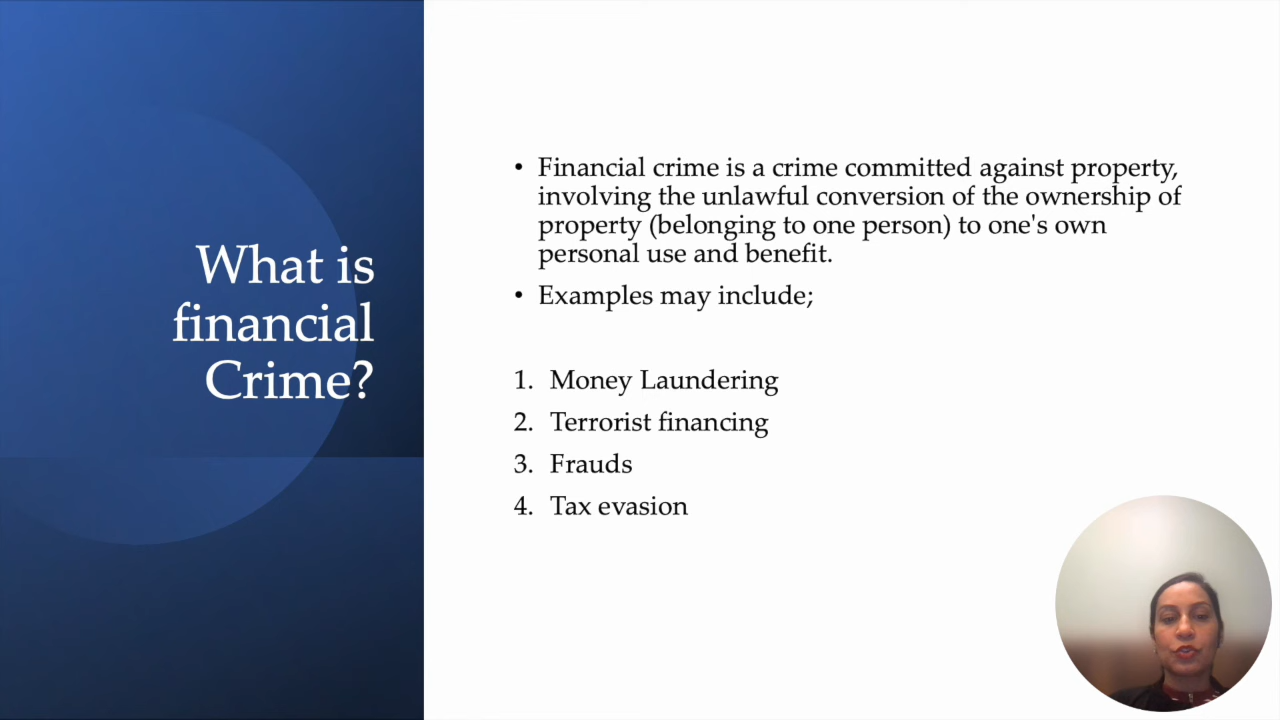 What is
financial
Crime?
• Financial crime is a crime committed against property,
involving the unlawful conversion of the ownership of
property (belonging to one person) to one's own
personal use and benefit.
• Examples may include;
1. Money Laundering
2. Terrorist financing
3. Frauds
4. Tax evasion